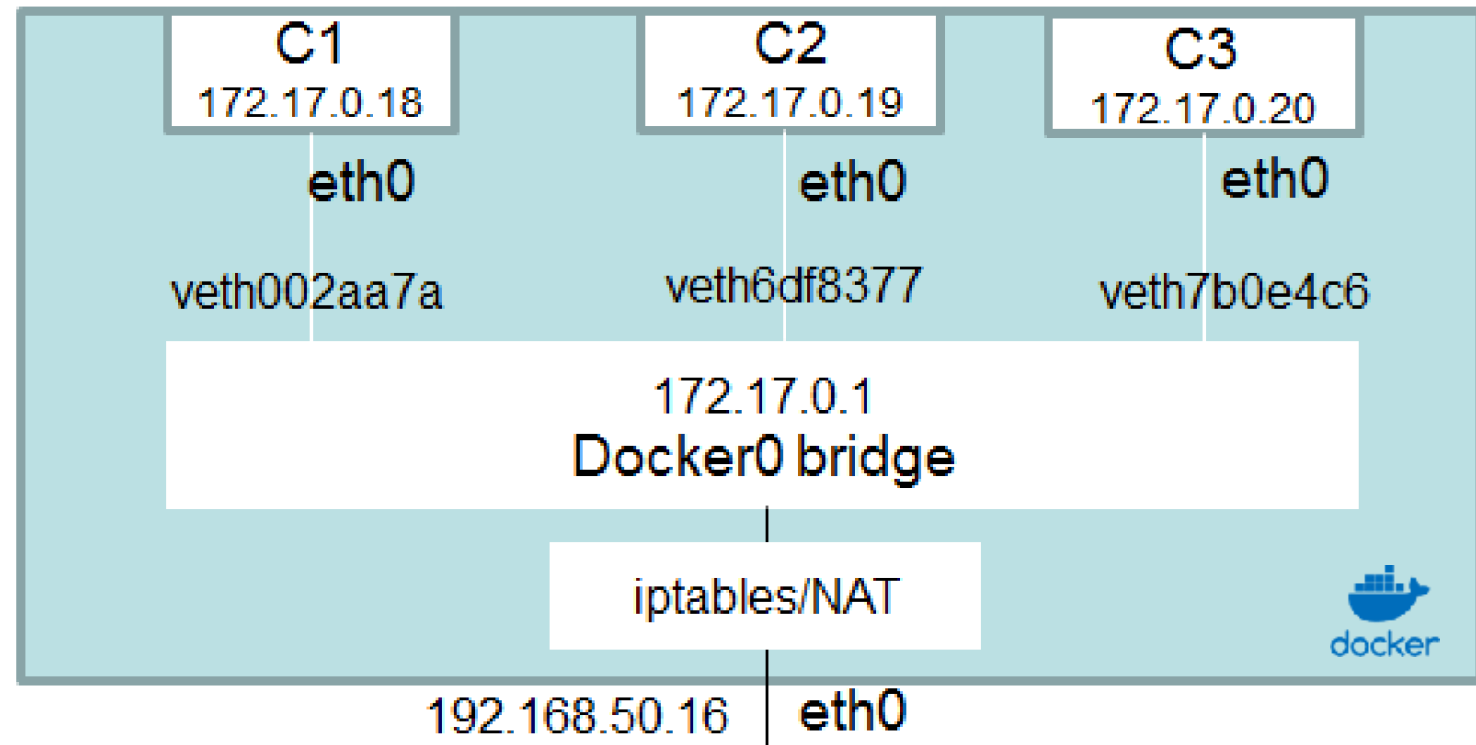 C1
172.17.0.18
C2
172.17.0.19
C3
172.17.0.20
eth0
eth0
eth0
veth002aa7a
veth6df8377
veth7b0e4c6
172.17.0.1
Docker0 bridge
iptables/NAT
docker
192.168.50.16
eth0